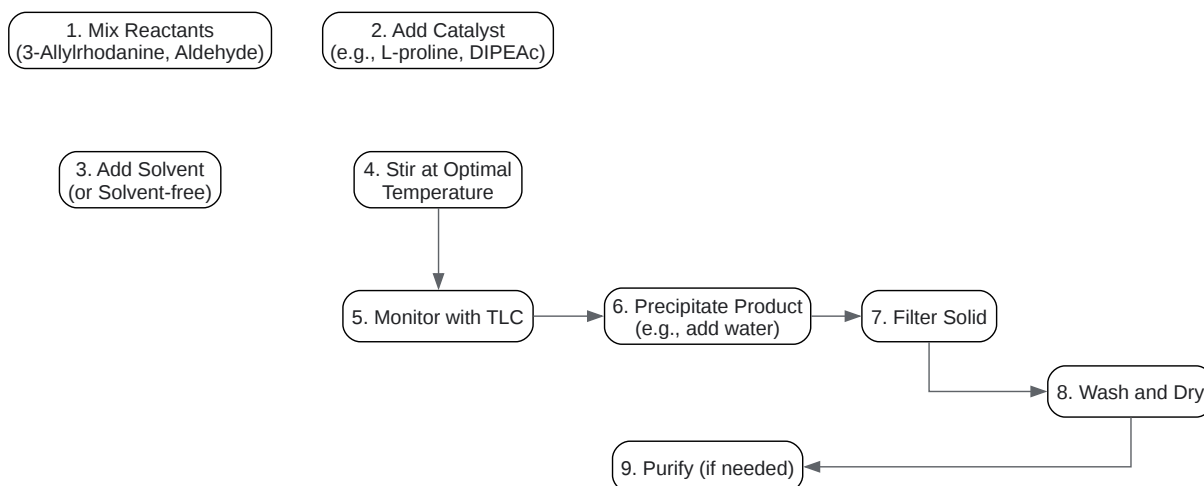 1. Mix Reactants
(3-Allylrhodanine, Aldehyde)
2. Add Catalyst
(e.g., L-proline, DIPEAc)
3. Add Solvent
(or Solvent-free)
4. Stir at Optimal
Temperature
5. Monitor with TLC
6. Precipitate Product
(e.g., add water)
7. Filter Solid
8. Wash and Dry
9. Purify (if needed)